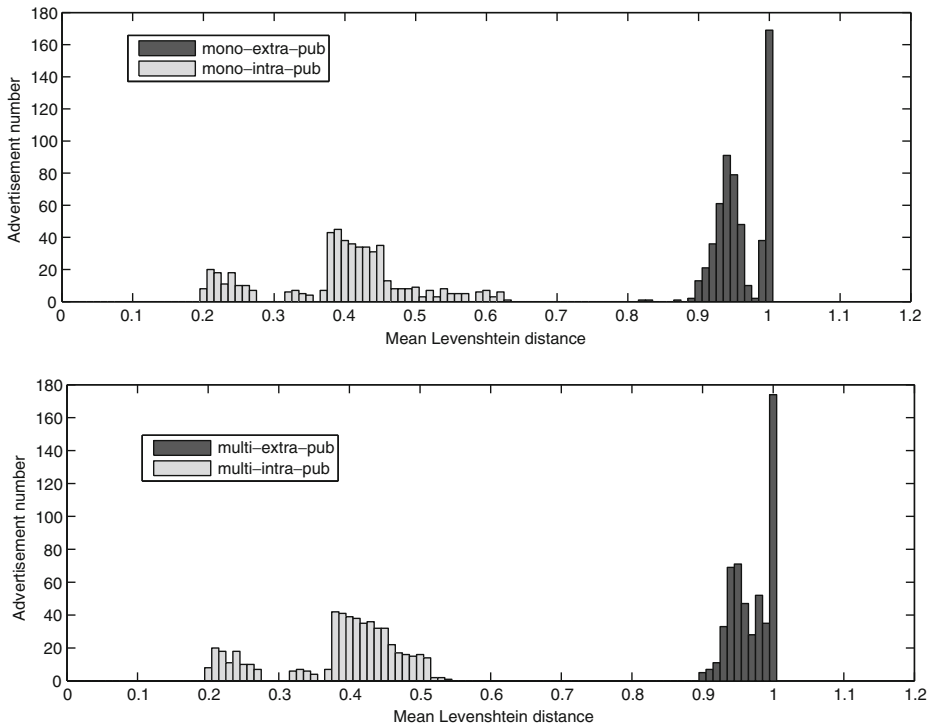 180
160
140
120
100
80
60
40
20
0
Advertisement number
mono-extra-pub
mono-intra-pub
0 0.1 0.2 0.3 0.4 0.5 0.6 0.7 0.8 0.9 1 1.1 1.2
Mean Levenshtein distance
180
160
140
120
100
80
60
40
20
0
Advertisement number
multi-extra-pub
multi-intra-pub
0 0.1 0.2 0.3 0.4 0.5 0.6 0.7 0.8 0.9 1 1.1 1.2
Mean Levenshtein distance